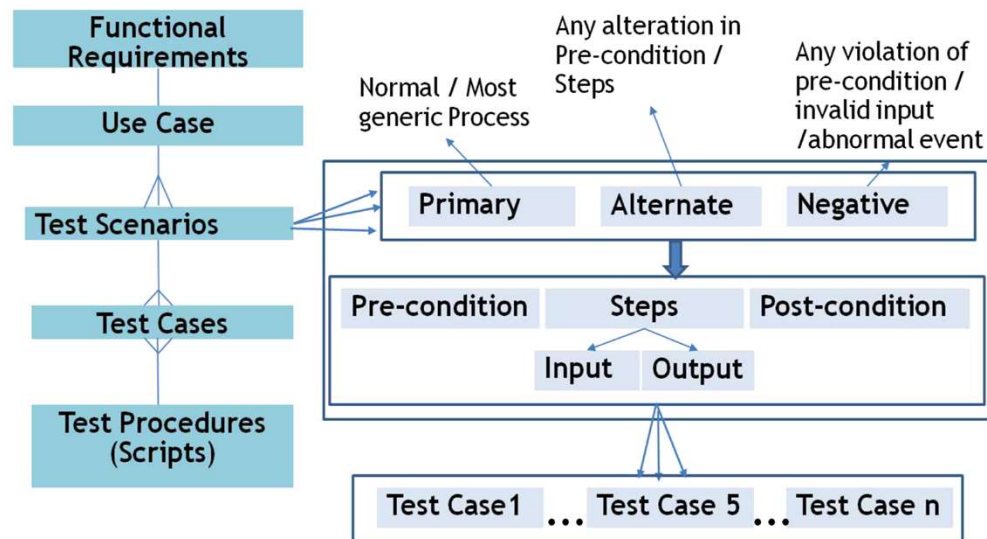 Functional
Requirements
Use Case
Test Scenarios
Test Cases
Test Procedures
(Scripts)
Normal / Most
generic Process
Any alteration in
Pre-condition /
Steps
Any violation of
pre-condition /
invalid input
/abnormal event
Primary
Alternate
Negative
Pre-condition
Steps
Post-condition
Input
Output
Test Case1 ... Test Case 5 ... Test Case n